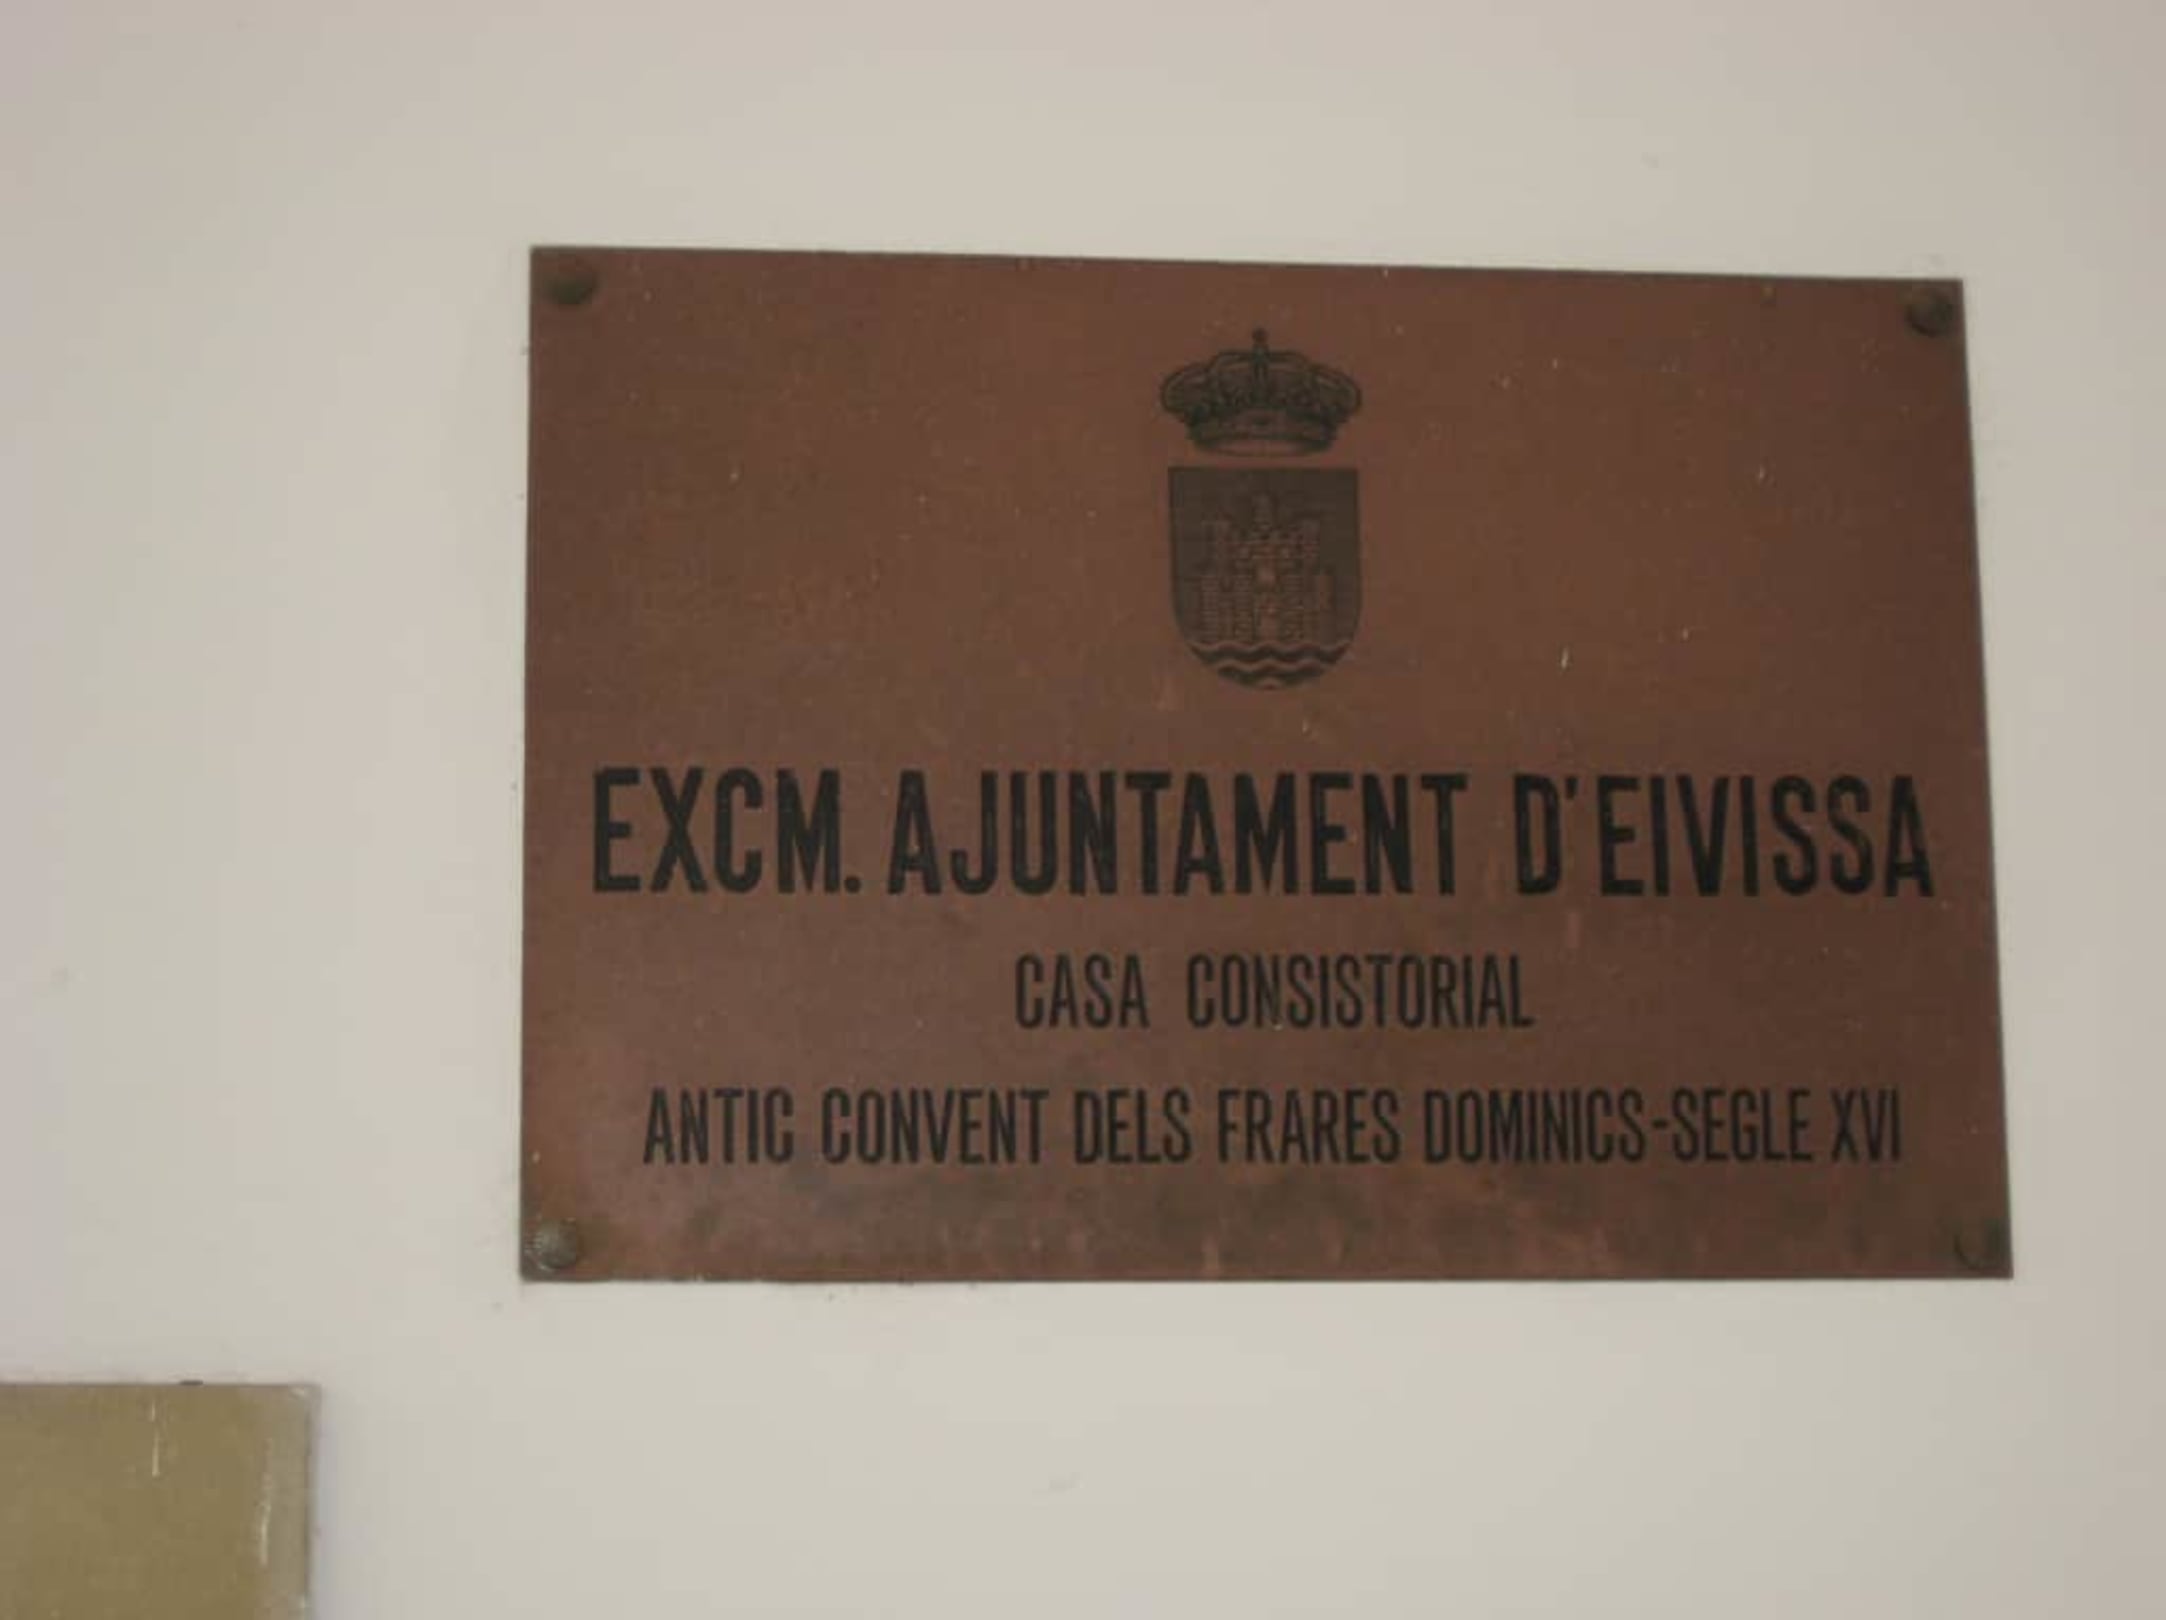 EXCM. AJUNTAMENT D'EIVISSA
CASA CONSISTORIAL
ANTIC CONVENT DELS FRARES DOMINICS-SEGLE XVI